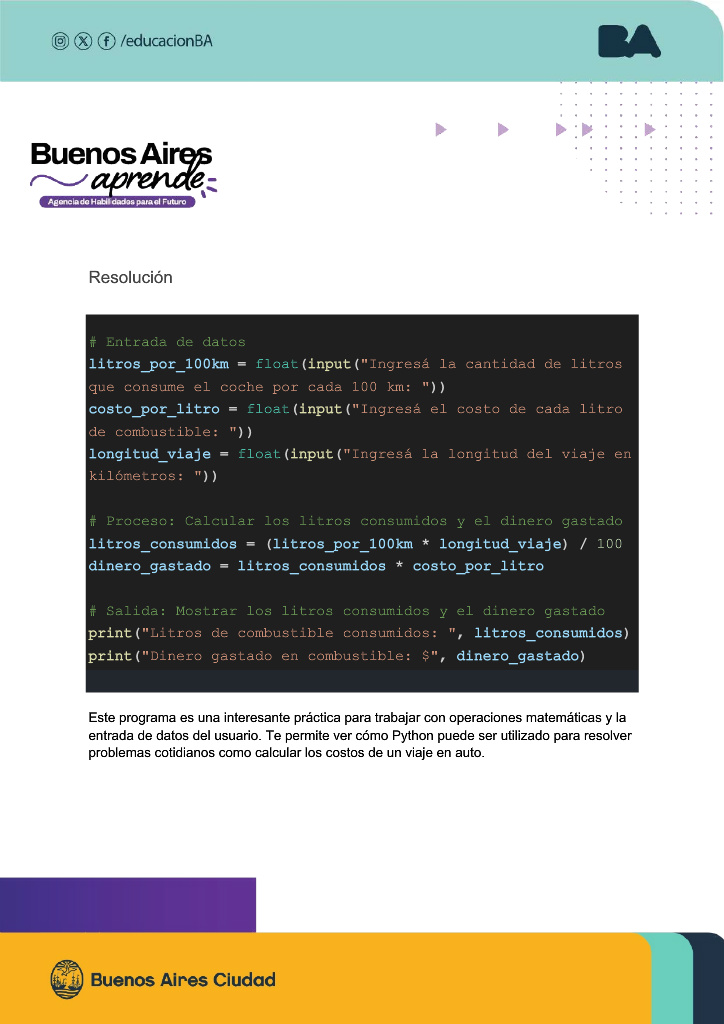 /educacionBA
BA
Buenos Aires
aprende
Agencia de Habilidades para el Futuro
Resolución
# Entrada de datos
litros_por_100km = float(input("Ingresá la cantidad de litros
que consume el coche por cada 100 km: "))
costo_por_litro = float(input("Ingresá el costo de cada litro
de combustible: "))
longitud_viaje = float(input("Ingresá la longitud del viaje en
kilómetros: "))
# Proceso: Calcular los litros consumidos y el dinero gastado
litros_consumidos = (litros_por_100km * longitud_viaje) / 100
dinero_gastado = litros_consumidos * costo_por_litro
# Salida: Mostrar los litros consumidos y el dinero gastado
print("Litros de combustible consumidos: ", litros_consumidos)
print("Dinero gastado en combustible: $", dinero_gastado)
Este programa es una interesante práctica para trabajar con operaciones matemáticas y la
entrada de datos del usuario. Te permite ver cómo Python puede ser utilizado para resolver
problemas cotidianos como calcular los costos de un viaje en auto.
Buenos Aires Ciudad